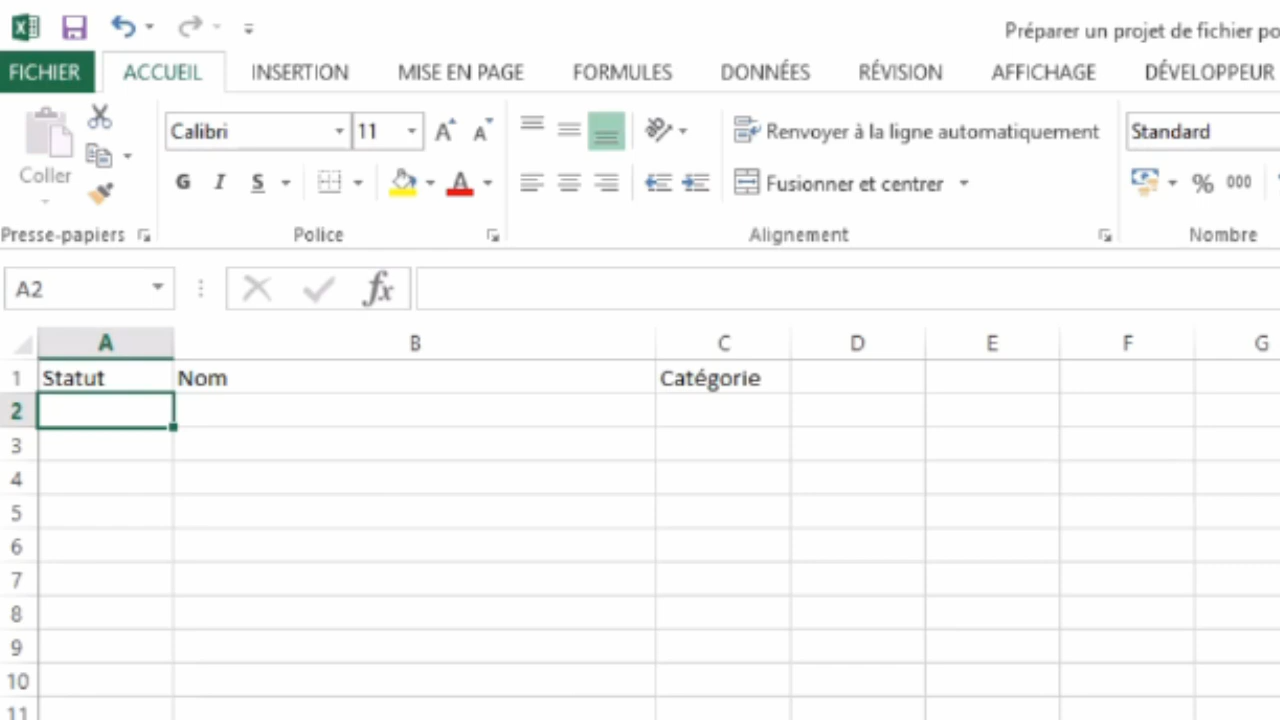 Préparer un projet de fichier po
FICHIER ACCUEIL INSERTION MISE EN PAGE FORMULES DONNÉES RÉVISION AFFICHAGE DÉVELOPPEUR
Calibri 11 A A Renvoyer à la ligne automatiquement Standard
Coller G I S A Fusionner et centrer % 000
Presse-papiers Police Alignement Nombre
A2 fx
A B C D E F G
1 Statut Nom Catégorie
2
3
4
5
6
7
8
9
10
11